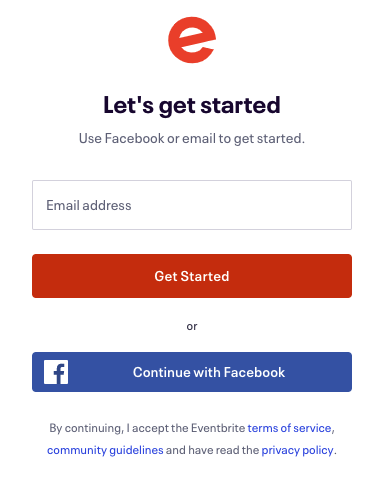 Let's get started
Use Facebook or email to get started.
Email address
Get Started
or
Continue with Facebook
By continuing, I accept the Eventbrite terms of service,
community guidelines and have read the privacy policy.